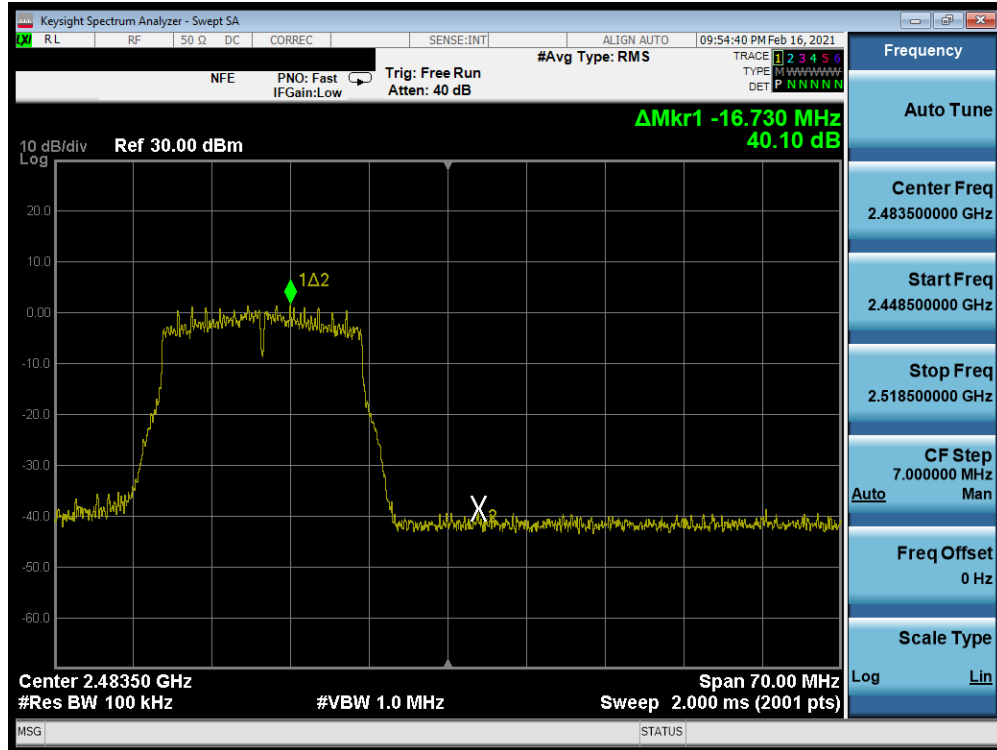 Keysight Spectrum Analyzer - Swept SA
LXI RL RF 50 Ω DC CORREC SENSE:INT ALIGN AUTO 09:54:40 PM Feb 16, 2021
#Avg Type: RMS
TRACE 1 2 3 4 5 6
NFE PNO: Fast Trig: Free Run
TYPE M W W W W W
IFGain:Low Atten: 40 dB
DET P N N N N N
ΔMkr1 -16.730 MHz
40.10 dB
10 dB/div Ref 30.00 dBm
Log
20.0
10.0
1Δ2
0.00
-10.0
-20.0
-30.0
-40.0
X2
-50.0
-60.0
Center 2.48350 GHz Span 70.00 MHz
#Res BW 100 kHz #VBW 1.0 MHz Sweep 2.000 ms (2001 pts)
MSG STATUS
Frequency
Auto Tune
Center Freq
2.483500000 GHz
Start Freq
2.448500000 GHz
Stop Freq
2.518500000 GHz
CF Step
7.000000 MHz
Auto Man
Freq Offset
0 Hz
Scale Type
Log Lin